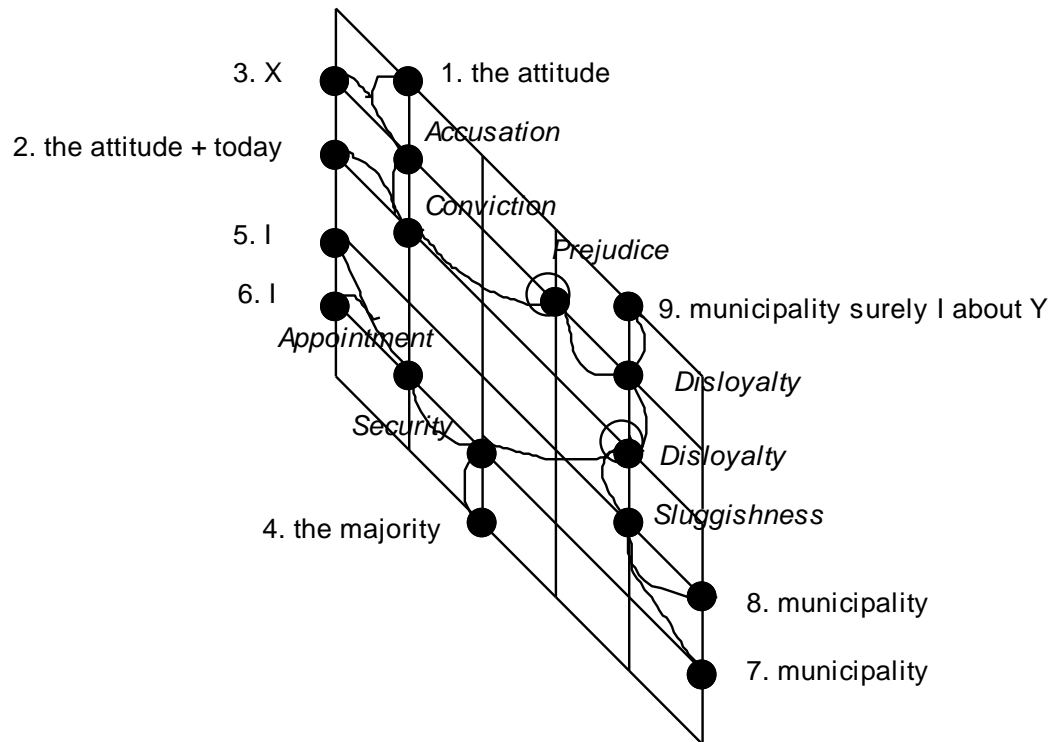 3. X
1. the attitude
Accusation
2. the attitude + today
Conviction
5. I
Prejudice
6. I
9. municipality surely I about Y
Appointment
Disloyalty
Security
Disloyalty
Sluggishness
4. the majority
8. municipality
7. municipality